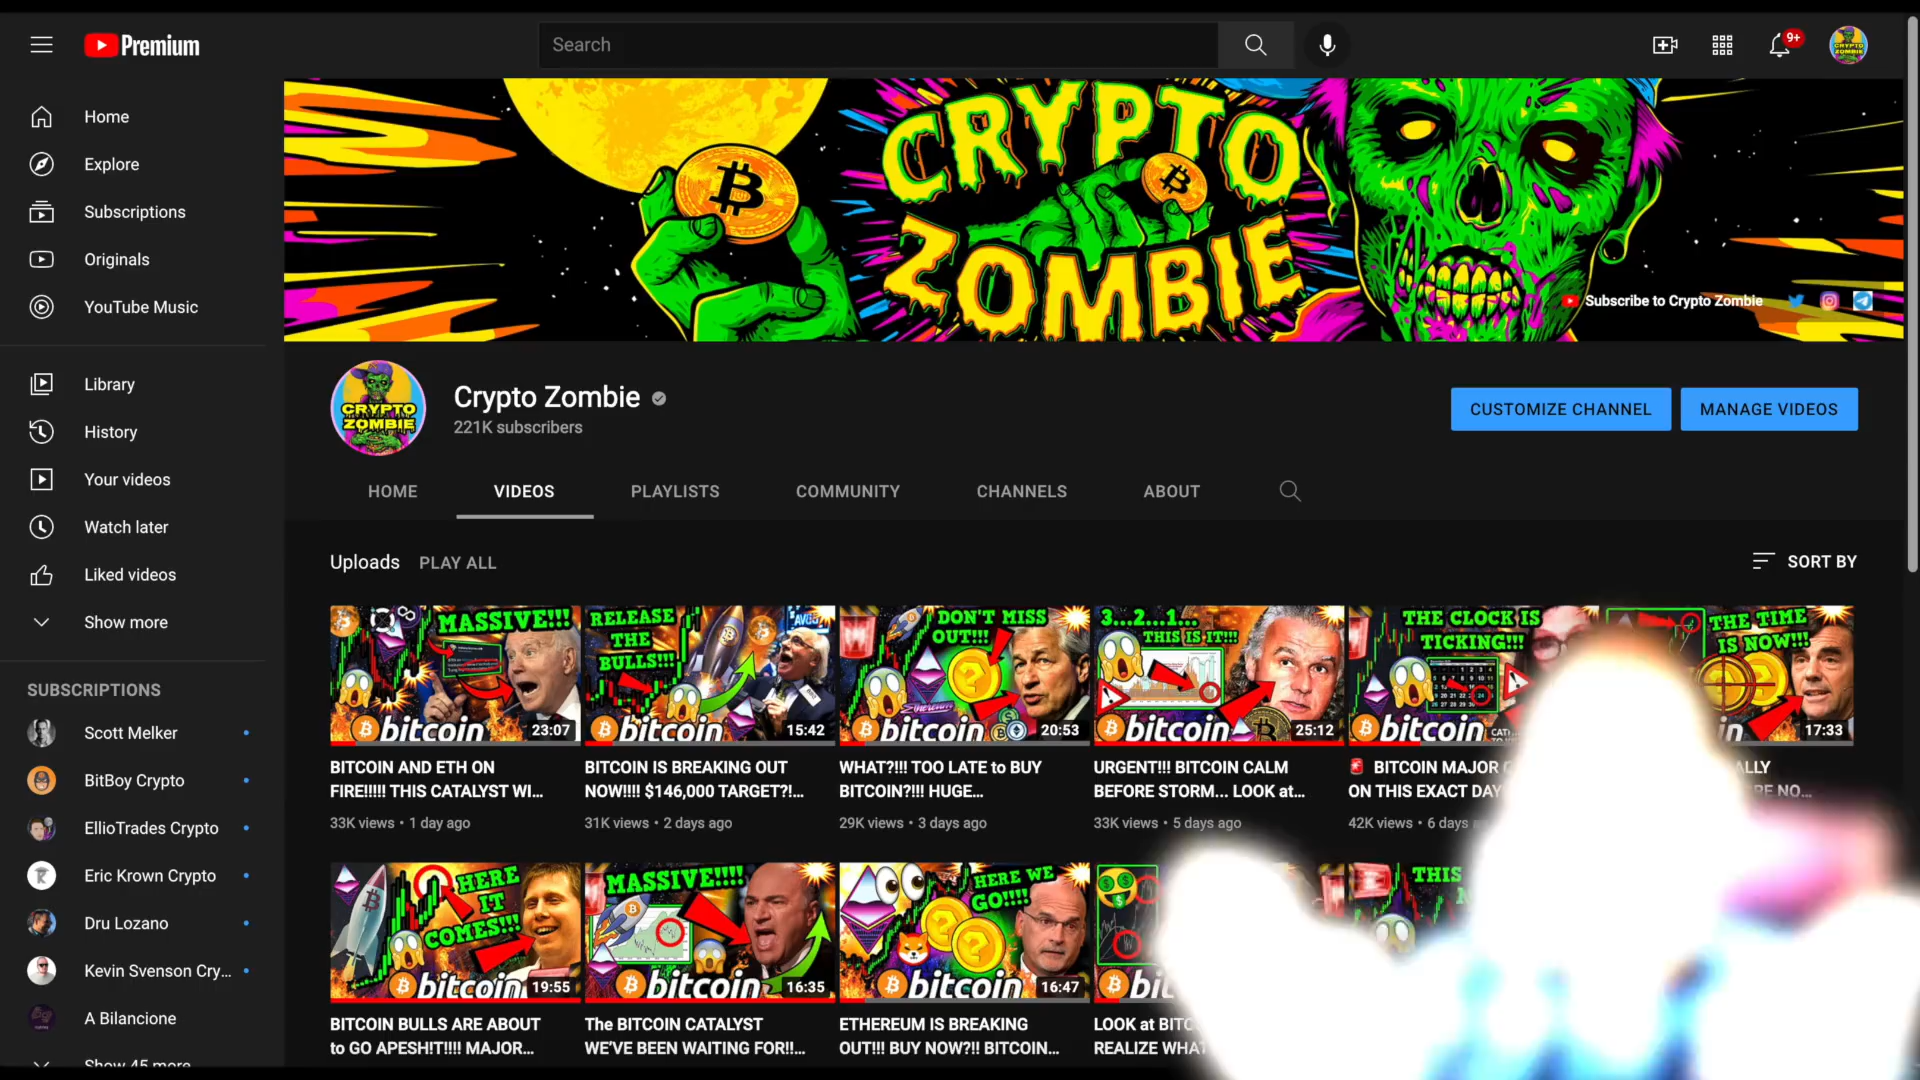 Premium
Search
9+
Home
Explore
Subscriptions
Originals
YouTube Music
Library
History
Your videos
Watch later
Liked videos
Show more
SUBSCRIPTIONS
Scott Melker
BitBoy Crypto
EllioTrades Crypto
Eric Krown Crypto
Dru Lozano
Kevin Svenson Cry...
A Bilancione
Show 45 more
CRYPTO
ZOMBIE
Subscribe to Crypto Zombie
CRYPTO
ZOMBIE
Crypto Zombie
221K subscribers
CUSTOMIZE CHANNEL
MANAGE VIDEOS
HOME
VIDEOS
PLAYLISTS
COMMUNITY
CHANNELS
ABOUT
Uploads
PLAY ALL
SORT BY
MASSIVE!!!!
bitcoin
23:07
BITCOIN AND ETH ON
FIRE!!!!! THIS CATALYST WI...
33K views • 1 day ago
RELEASE
THE
BULLS!!!
bitcoin
15:42
BITCOIN IS BREAKING OUT
NOW!!!! $146,000 TARGET?!...
31K views • 2 days ago
DON'T MISS
OUT!!!
bitcoin
20:53
WHAT?!!! TOO LATE to BUY
BITCOIN?!!! HUGE...
29K views • 3 days ago
3...2...1...
THIS IS IT!!!
bitcoin
25:12
URGENT!!! BITCOIN CALM
BEFORE STORM... LOOK at...
33K views • 5 days ago
THE CLOCK IS
TICKING!!!
bitcoin
BITCOIN MAJOR
ON THIS EXACT DAY
42K views • 6 days
THE TIME
IS NOW!!!
17:33
HERE
IT
COMES!!!
bitcoin
19:55
BITCOIN BULLS ARE ABOUT
to GO APESH!T!!!! MAJOR...
MASSIVE!!!!
bitcoin
16:35
The BITCOIN CATALYST
WE'VE BEEN WAITING FOR!!...
HERE WE
GO!!!!
bitcoin
16:47
ETHEREUM IS BREAKING
OUT!!! BUY NOW?!! BITCOIN...
LOOK at
REALIZE
THIS